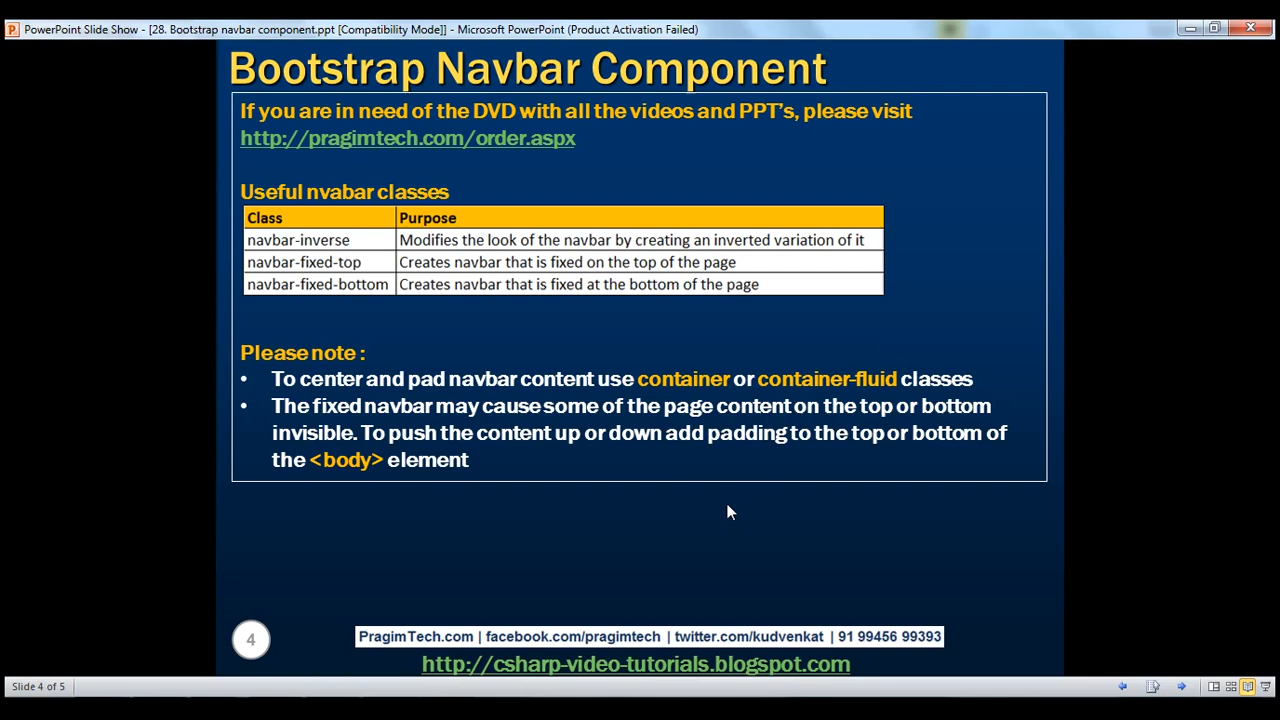 PowerPoint Slide Show - [28. Bootstrap navbar component.ppt [Compatibility Mode]] - Microsoft PowerPoint (Product Activation Failed)
Bootstrap Navbar Component
If you are in need of the DVD with all the videos and PPT's, please visit
http://pragimtech.com/order.aspx
Useful nvabar classes
Class Purpose
navbar-inverse Modifies the look of the navbar by creating an inverted variation of it
navbar-fixed-top Creates navbar that is fixed on the top of the page
navbar-fixed-bottom Creates navbar that is fixed at the bottom of the page
Please note :
• To center and pad navbar content use container or container-fluid classes
• The fixed navbar may cause some of the page content on the top or bottom
invisible. To push the content up or down add padding to the top or bottom of
the <body> element
4
PragimTech.com | facebook.com/pragimtech | twitter.com/kudvenkat | 91 99456 99393
http://csharp-video-tutorials.blogspot.com
Slide 4 of 5